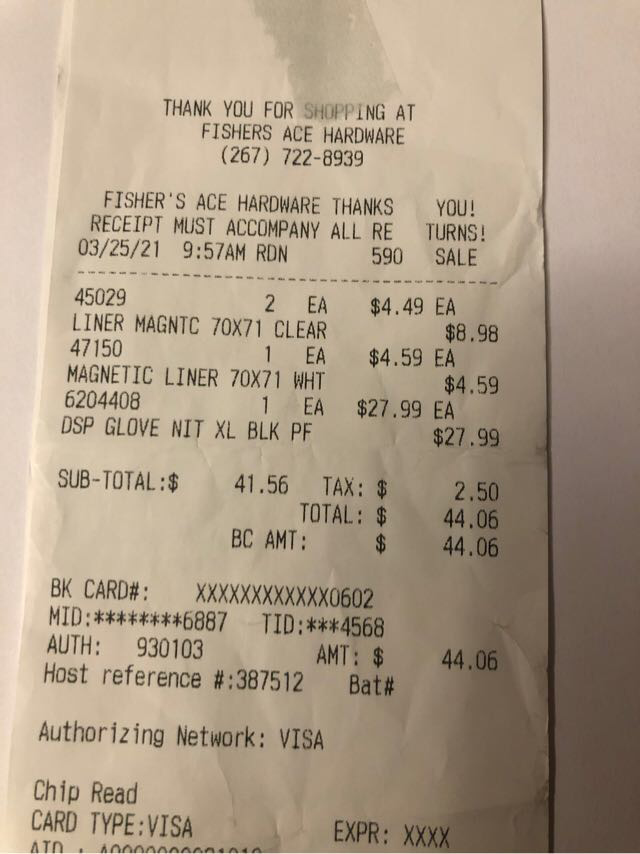 THANK YOU FOR SHOPPING AT
FISHERS ACE HARDWARE
(267) 722-8939
FISHER'S ACE HARDWARE THANKS YOU!
RECEIPT MUST ACCOMPANY ALL RE TURNS!
03/25/21 9:57AM RDN 590 SALE
45029 2 EA $4.49 EA
LINER MAGNTC 70X71 CLEAR $8.98
47150 1 EA $4.59 EA
MAGNETIC LINER 70X71 WHT $4.59
6204408 1 EA $27.99 EA
DSP GLOVE NIT XL BLK PF $27.99
SUB-TOTAL:$ 41.56 TAX: $ 2.50
TOTAL: $ 44.06
BC AMT: $ 44.06
BK CARD#: XXXXXXXXXXXX0602
MID:********6887 TID:***4568
AUTH: 930103 AMT: $ 44.06
Host reference #:387512 Bat#
Authorizing Network: VISA
Chip Read
CARD TYPE:VISA EXPR: XXXX
AID :